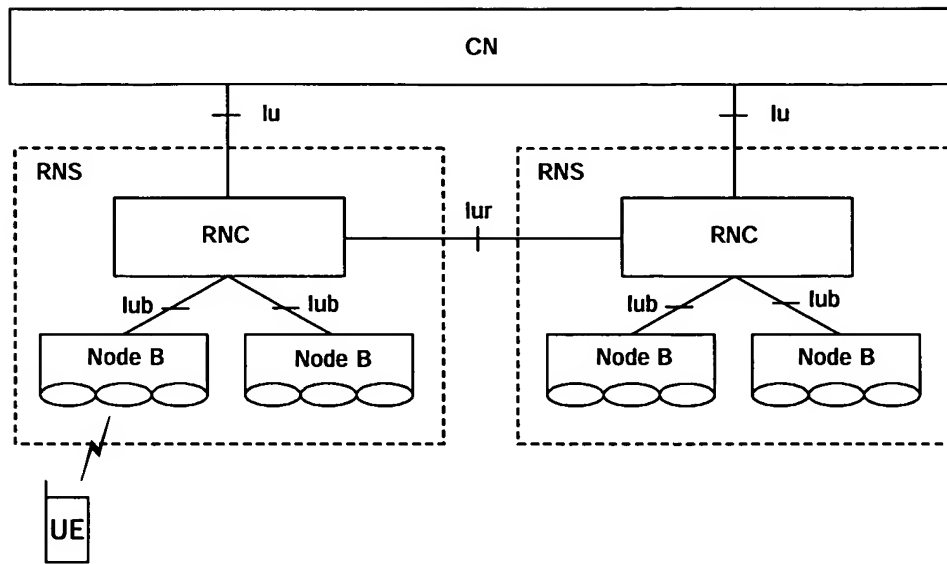 CN
Iu
Iu
RNS
RNS
Iur
RNC
RNC
Iub
Iub
Iub
Iub
Node B
Node B
Node B
Node B
UE